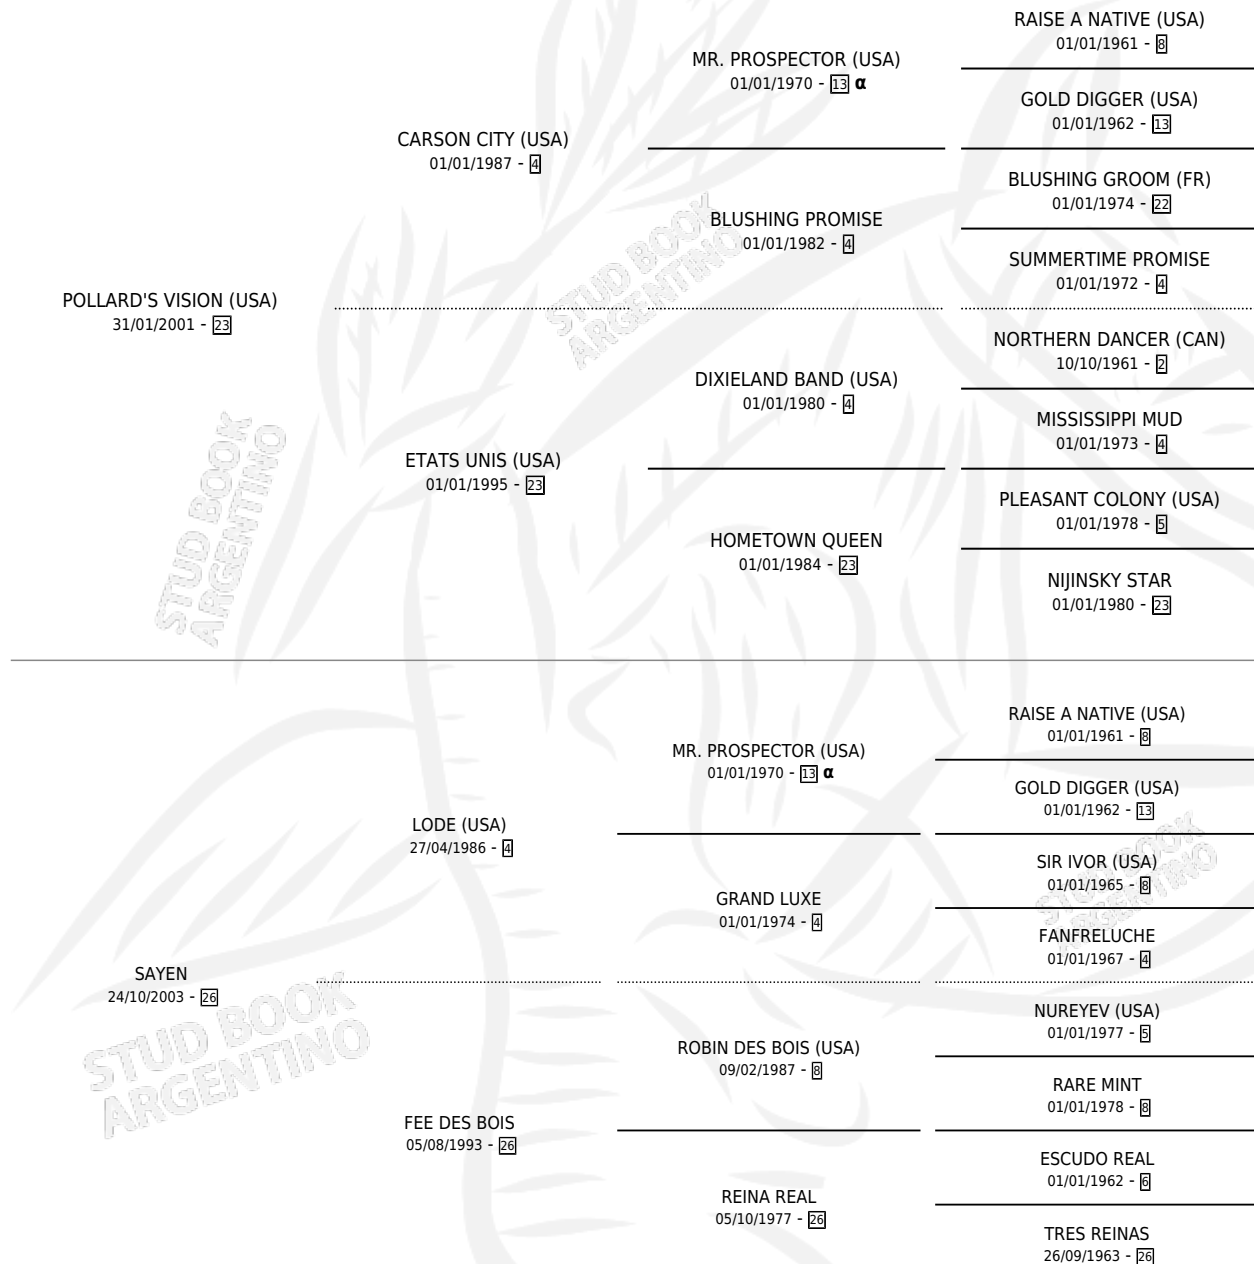 RAISE A NATIVE (USA)
01/01/1961 - 8
MR. PROSPECTOR (USA)
01/01/1970 - 13 α
GOLD DIGGER (USA)
01/01/1962 - 13
CARSON CITY (USA)
01/01/1987 - 4
BLUSHING GROOM (FR)
01/01/1974 - 22
BLUSHING PROMISE
01/01/1982 - 4
SUMMERTIME PROMISE
01/01/1972 - 4
POLLARD'S VISION (USA)
31/01/2001 - 23
NORTHERN DANCER (CAN)
10/10/1961 - 2
DIXIELAND BAND (USA)
01/01/1980 - 4
MISSISSIPPI MUD
01/01/1973 - 4
ETATS UNIS (USA)
01/01/1995 - 23
PLEASANT COLONY (USA)
01/01/1978 - 5
HOMETOWN QUEEN
01/01/1984 - 23
NIJINSKY STAR
01/01/1980 - 23
RAISE A NATIVE (USA)
01/01/1961 - 8
MR. PROSPECTOR (USA)
01/01/1970 - 13 α
GOLD DIGGER (USA)
01/01/1962 - 13
LODE (USA)
27/04/1986 - 4
SIR IVOR (USA)
01/01/1965 - 8
GRAND LUXE
01/01/1974 - 4
FANFRELUCHE
01/01/1967 - 4
SAYEN
24/10/2003 - 26
NUREYEV (USA)
01/01/1977 - 5
ROBIN DES BOIS (USA)
09/02/1987 - 8
RARE MINT
01/01/1978 - 8
FEE DES BOIS
05/08/1993 - 26
ESCUDO REAL
01/01/1962 - 6
REINA REAL
05/10/1977 - 26
TRES REINAS
26/09/1963 - 26
STUD BOOK
ARGENTINO
STUD BOOK
ARGENTINO
STUD BOOK
ARGENTINO
STUD BOOK
ARGENTINO